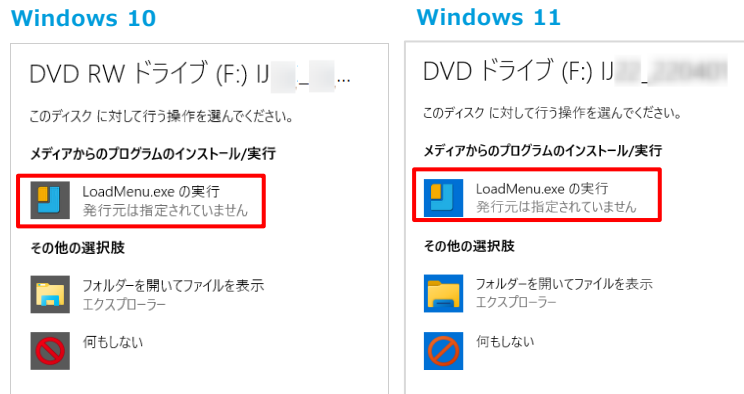 Windows 10
DVD RW ドライブ (F:) IJ _ ...
このディスク に対して行う操作を選んでください。
メディアからのプログラムのインストール/実行
LoadMenu.exe の実行
発行元は指定されていません
その他の選択肢
フォルダーを開いてファイルを表示
エクスプローラー
何もしない
Windows 11
DVD ドライブ (F:) IJ _
このディスク に対して行う操作を選んでください。
メディアからのプログラムのインストール/実行
LoadMenu.exe の実行
発行元は指定されていません
その他の選択肢
フォルダーを開いてファイルを表示
エクスプローラー
何もしない